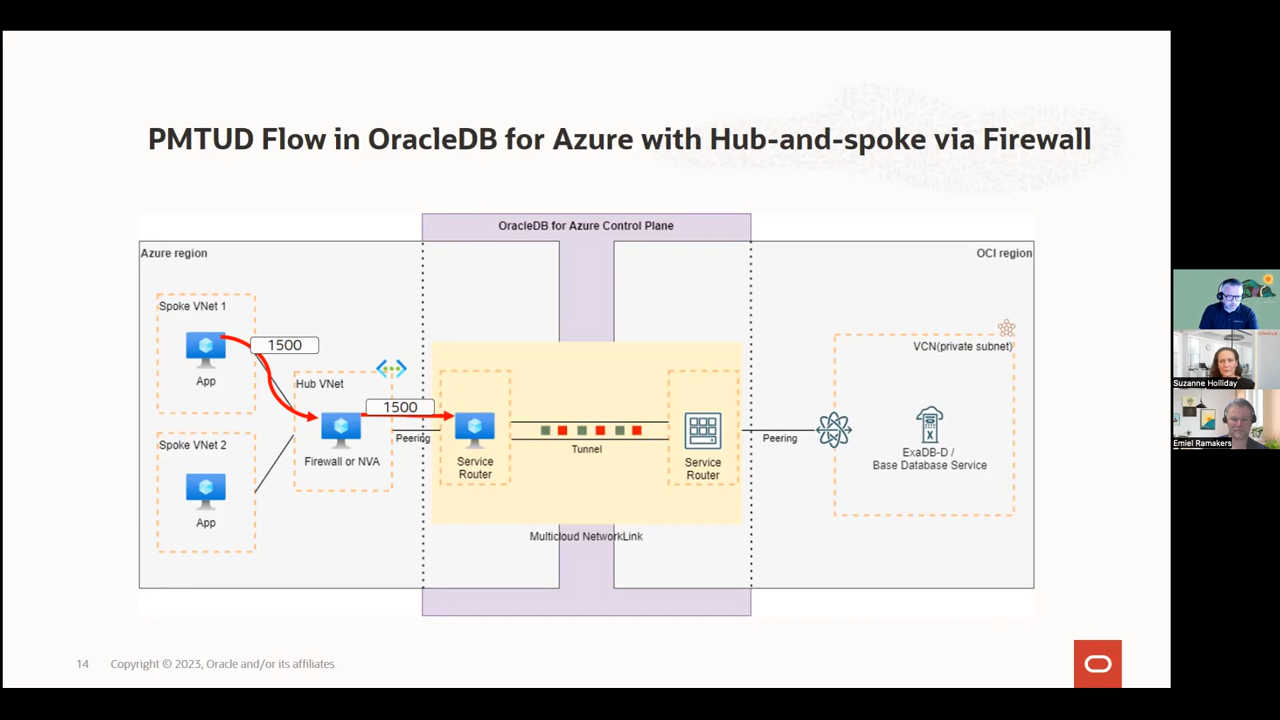 PMTUD Flow in OracleDB for Azure with Hub-and-spoke via Firewall
OracleDB for Azure Control Plane
Azure region
OCI region
Spoke VNet 1
App
1500
Hub VNet
1500
Firewall or NVA
Peering
Spoke VNet 2
App
Service
Router
Tunnel
Service
Router
Multicloud NetworkLink
Peering
VCN(private subnet)
X
ExaDB-D /
Base Database Service
14 Copyright © 2023, Oracle and/or its affiliates
Suzanne Holliday
Emiel Ramakers